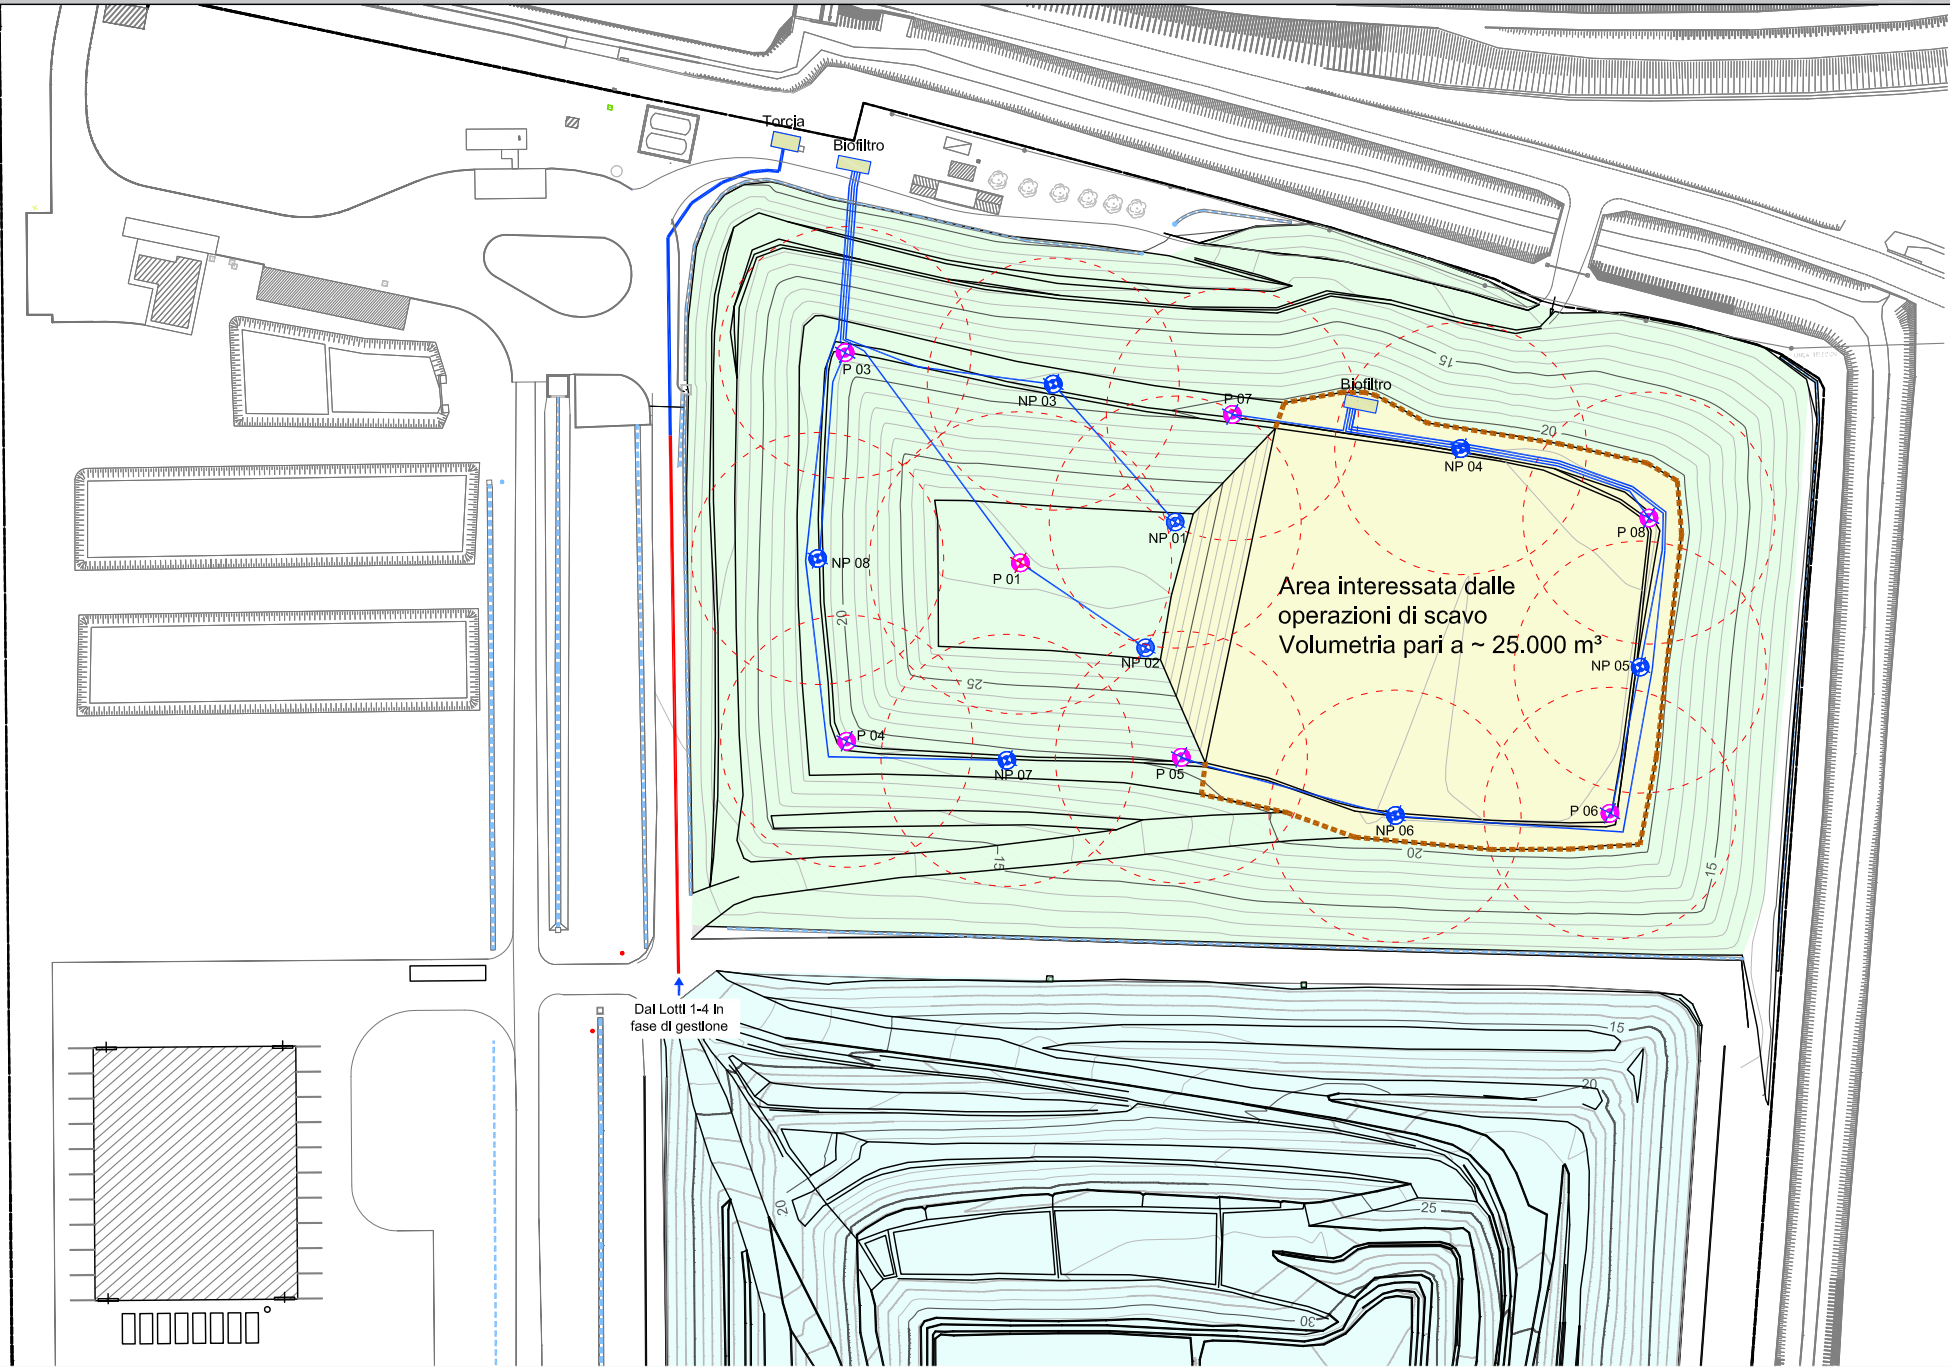 Torcia
Biofiltro
P 03
NP 03
P 07
Biofiltro
15
20
NP 04
P 08
NP 01
NP 08
P 01
Area interessata dalle
operazioni di scavo
Volumetria pari a ~ 25.000 m³
20
NP 02
NP 05
25
P 04
NP 07
P 05
P 06
NP 06
20
15
15
Dai Lotti 1-4 in
fase di gestione
15
20
20
25
30